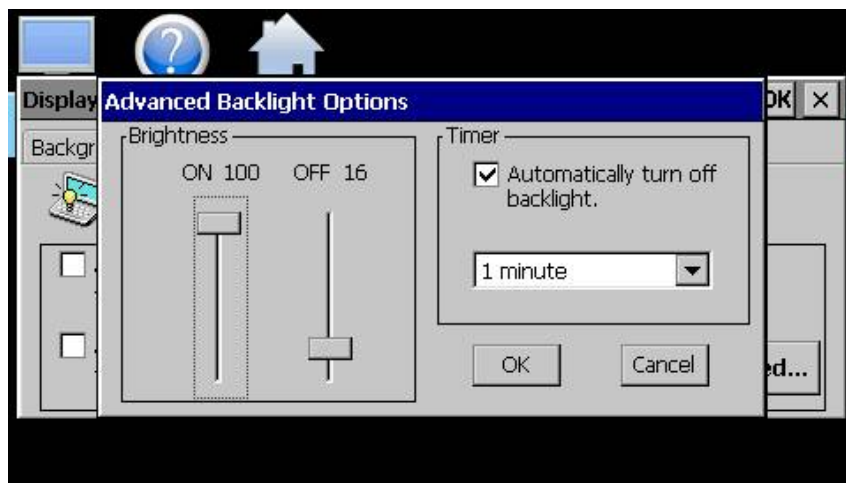 ?
Display
Advanced Backlight Options
OK
Backgr
Brightness
Timer
ON 100
OFF 16
Automatically turn off
backlight.
1 minute
OK
Cancel
ed...